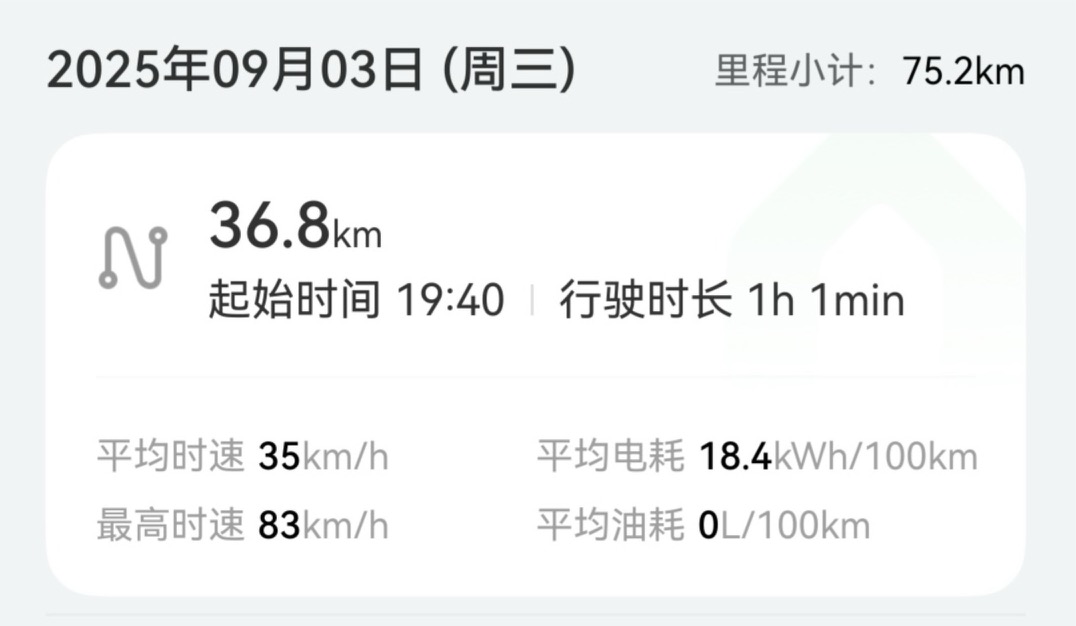 2025年09月03日 (周三) 里程小计: 75.2km
36.8km
起始时间 19:40 | 行驶时长 1h 1min
平均时速 35km/h 平均电耗 18.4kWh/100km
最高时速 83km/h 平均油耗 0L/100km